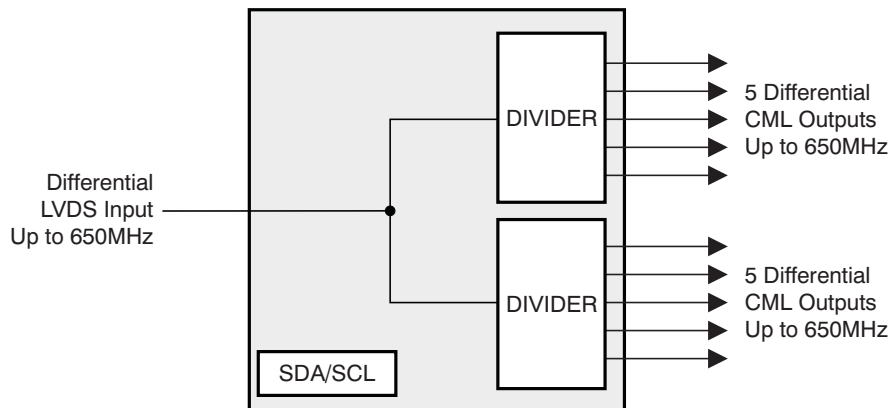 DIVIDER
5 Differential
CML Outputs
Up to 650MHz
Differential
LVDS Input
Up to 650MHz
DIVIDER
5 Differential
CML Outputs
Up to 650MHz
SDA/SCL